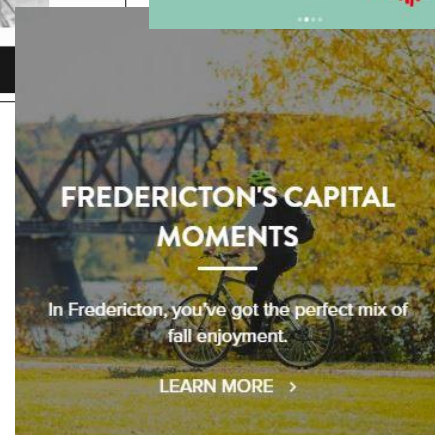 FREDERICTON'S CAPITAL
MOMENTS
In Fredericton, you've got the perfect mix of
fall enjoyment.
LEARN MORE >